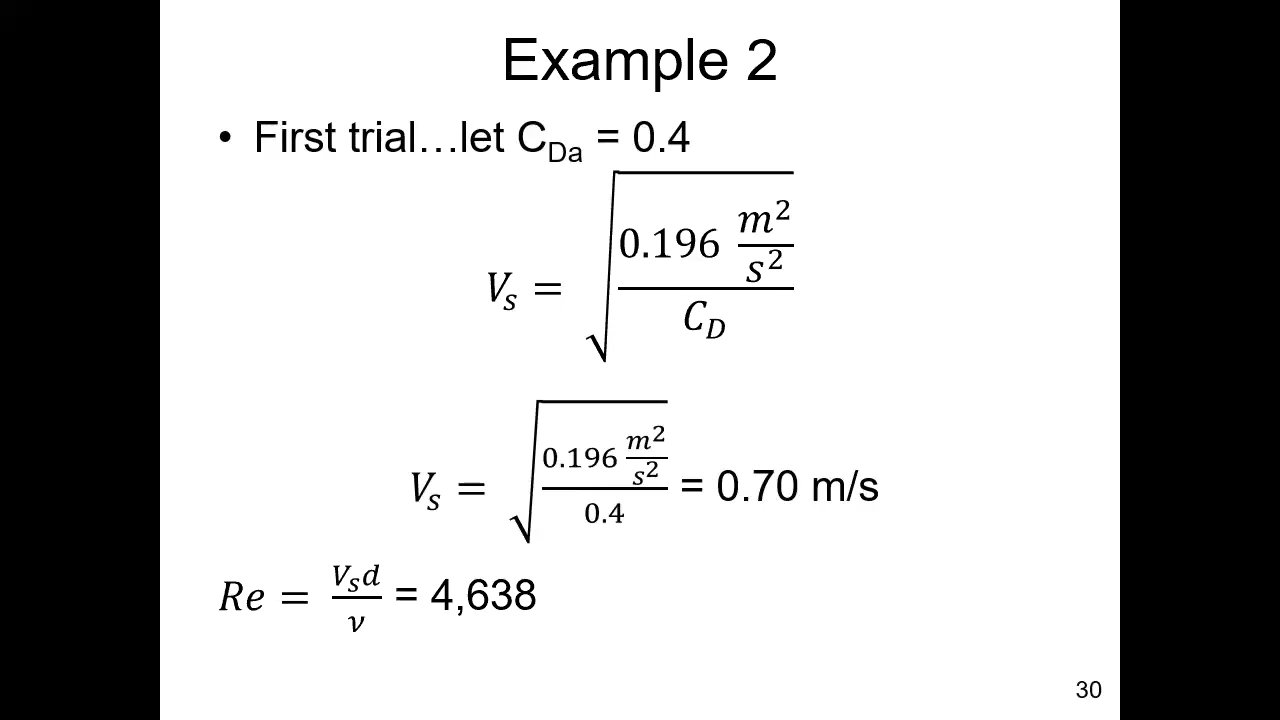 Example 2
• First trial…let C_Da = 0.4
V_s = √(0.196 m²/s² / C_D)
V_s = √(0.196 m²/s² / 0.4) = 0.70 m/s
Re = V_s d / ν = 4,638
30